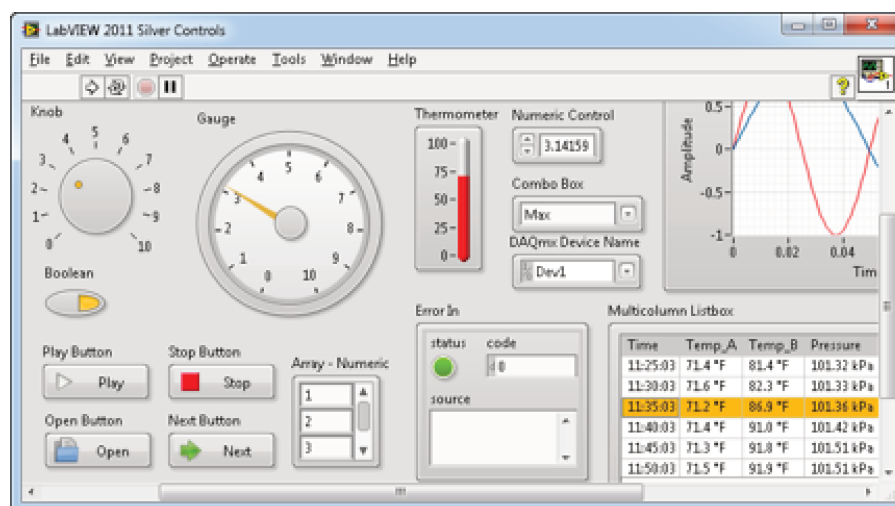 LabVIEW 2011 Silver Controls
File Edit View Project Operate Tools Window Help
Knob
0 1 2 3 4 5 6 7 8 9 10
Boolean
Gauge
0 1 2 3 4 5 6 7 8 9 10
Thermometer
100
75
50
25
0
Numeric Control
3.14159
Combo Box
Max
DAQmx Device Name
Dev1
Amplitude
0.5
0
-0.5
-1
0 0.02 0.04
Tim
Play Button
Play
Stop Button
Stop
Open Button
Open
Next Button
Next
Array - Numeric
1
2
3
Error In
status code
0
source
Multicolumn Listbox
Time Temp_A Temp_B Pressure
11:25:03 71.4 °F 81.4 °F 101.32 kPa
11:30:03 71.6 °F 82.3 °F 101.33 kPa
11:35:03 71.2 °F 86.9 °F 101.36 kPa
11:40:03 71.4 °F 91.0 °F 101.42 kPa
11:45:03 71.3 °F 91.8 °F 101.51 kPa
11:50:03 71.5 °F 91.9 °F 101.51 kPa